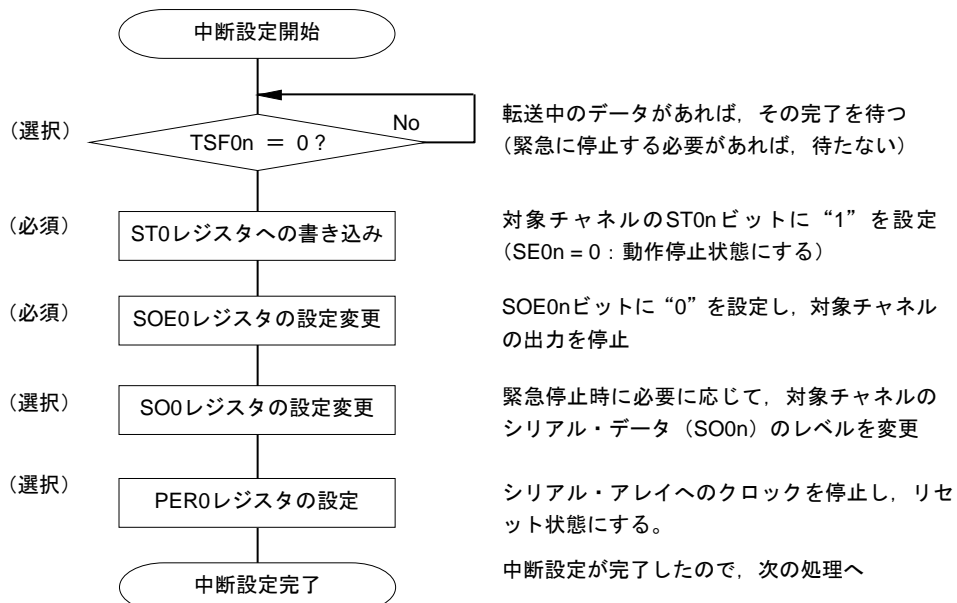 中断設定開始
（選択）
TSF0n ＝ 0？
No
転送中のデータがあれば，その完了を待つ
（緊急に停止する必要があれば，待たない）
（必須）
ST0レジスタへの書き込み
対象チャネルのST0nビットに“1”を設定
（SE0n = 0：動作停止状態にする）
（必須）
SOE0レジスタの設定変更
SOE0nビットに“0”を設定し，対象チャネル
の出力を停止
（選択）
SO0レジスタの設定変更
緊急停止時に必要に応じて，対象チャネルの
シリアル・データ（SO0n）のレベルを変更
（選択）
PER0レジスタの設定
シリアル・アレイへのクロックを停止し，リセ
ット状態にする。
中断設定完了
中断設定が完了したので，次の処理へ